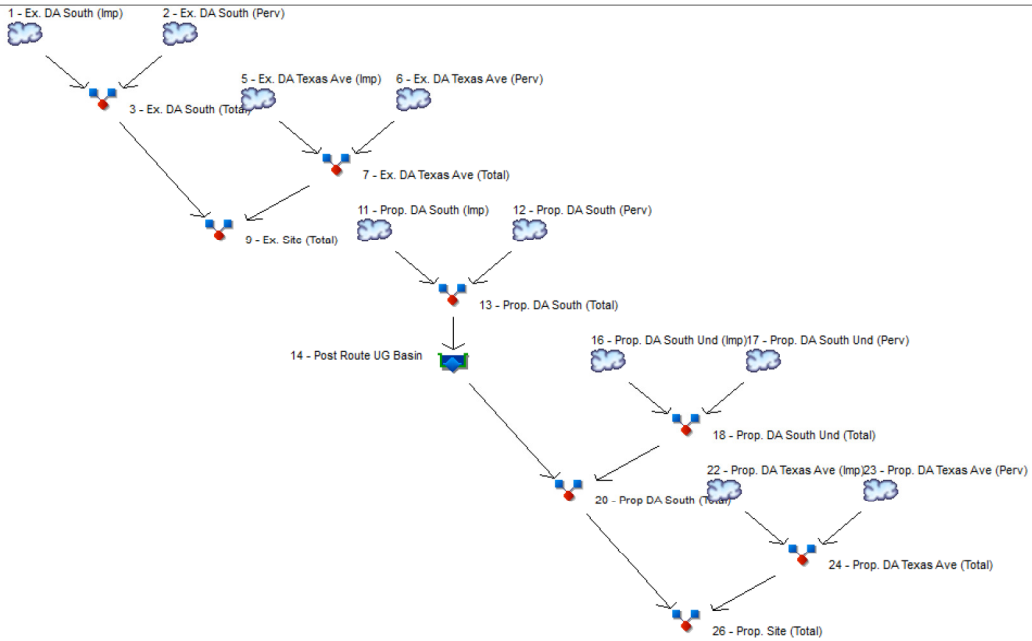 1 - Ex. DA South (Imp)
2 - Ex. DA South (Perv)
3 - Ex. DA South (Total)
5 - Ex. DA Texas Ave (Imp)
6 - Ex. DA Texas Ave (Perv)
7 - Ex. DA Texas Ave (Total)
9 - Ex. Site (Total)
11 - Prop. DA South (Imp)
12 - Prop. DA South (Perv)
13 - Prop. DA South (Total)
14 - Post Route UG Basin
16 - Prop. DA South Und (Imp)
17 - Prop. DA South Und (Perv)
18 - Prop. DA South Und (Total)
20 - Prop DA South (Total)
22 - Prop. DA Texas Ave (Imp)
23 - Prop. DA Texas Ave (Perv)
24 - Prop. DA Texas Ave (Total)
26 - Prop. Site (Total)